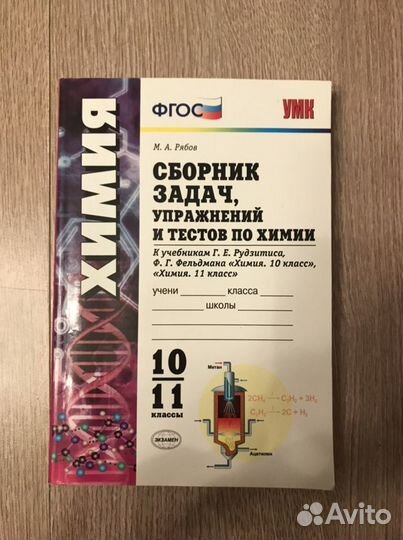 ХИМИЯ
ФГОС
УМК
М. А. Рябов
СБОРНИК
ЗАДАЧ,
УПРАЖНЕНИЙ
И ТЕСТОВ ПО ХИМИИ
К учебникам Г. Е. Рудзитиса,
Ф. Г. Фельдмана «Химия. 10 класс»,
«Химия. 11 класс»
учени класса
школы
10
11
классы
Метан
2CH₄ → C₂H₂ + 3H₂
C₂H₂ → 2C + H₂
Ацетилен
ЭКЗАМЕН
Avito